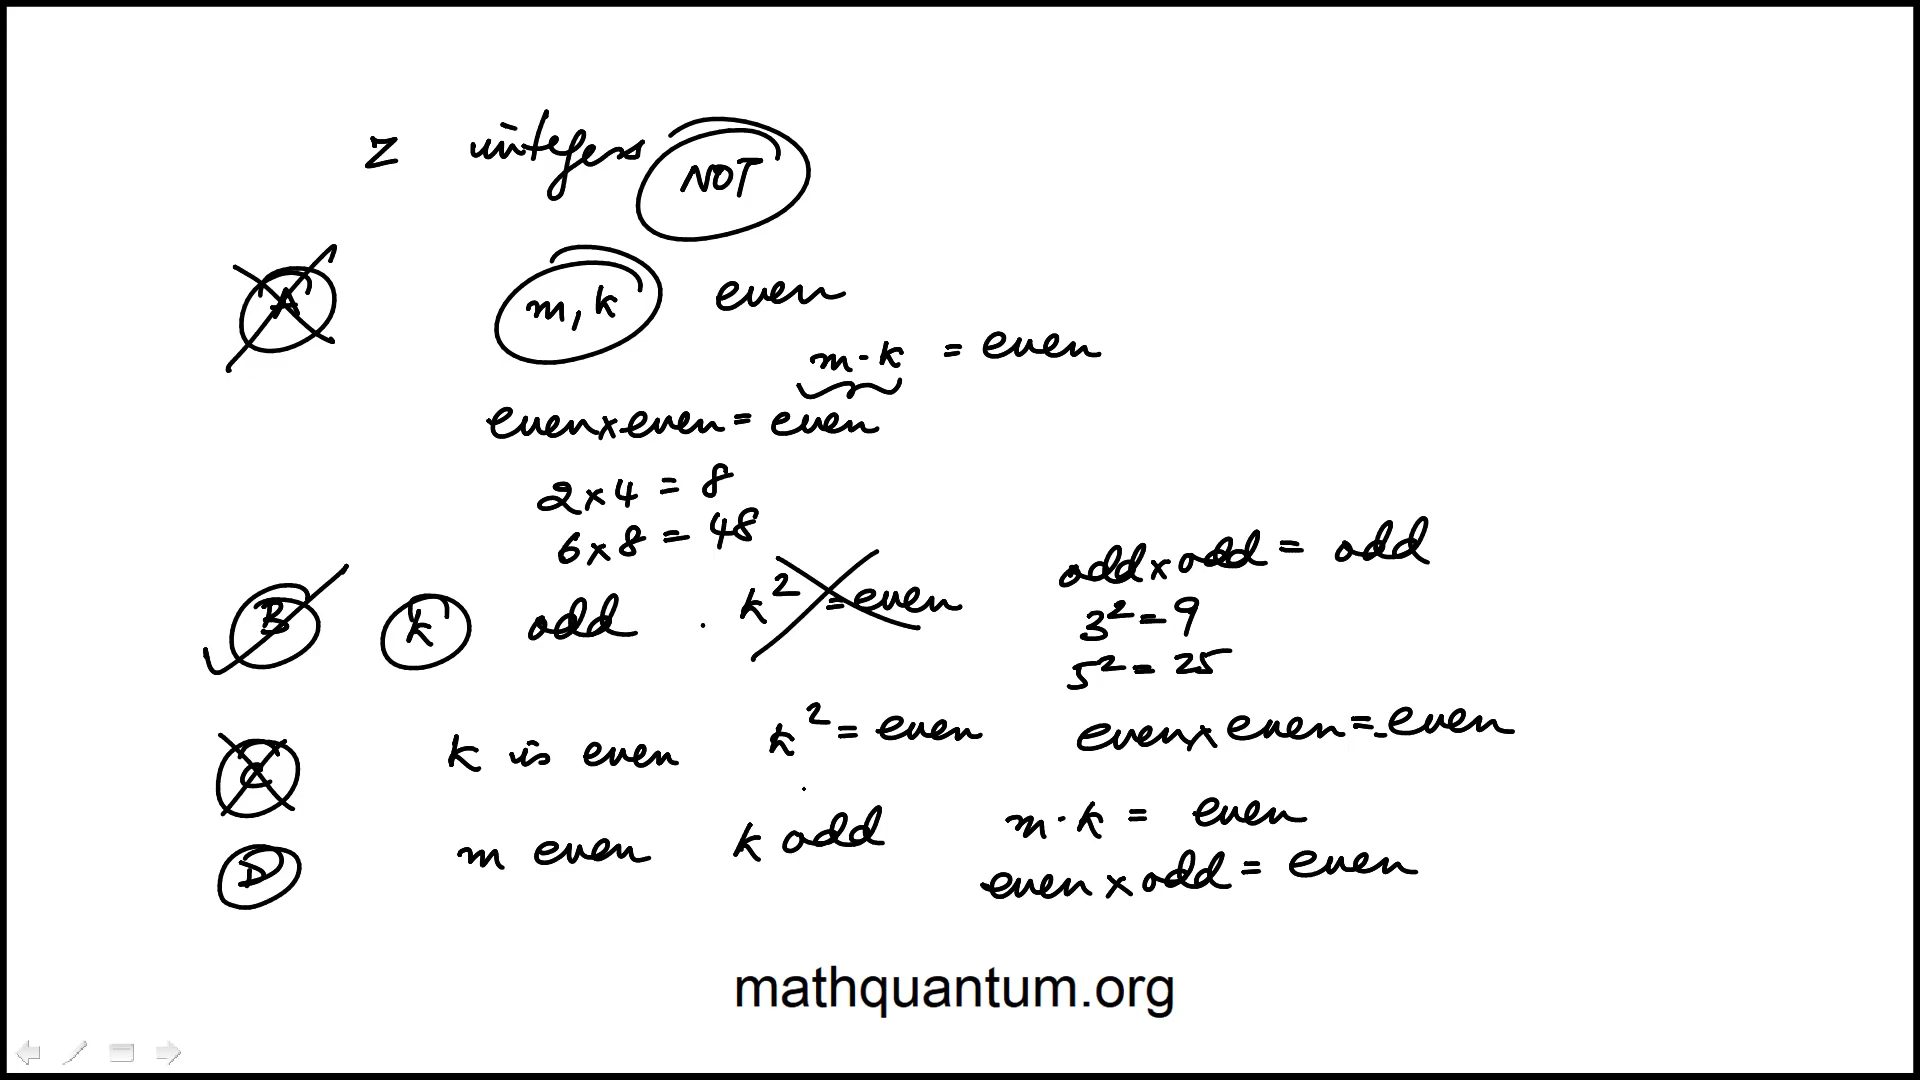 Z integers NOT
A m, k even
m · k = even
even x even = even
2 x 4 = 8
6 x 8 = 48
B k odd . k² = even odd x odd = odd
3² = 9
5² = 25
C k is even k² = even even x even = even
D m even k odd m · k = even
even x odd = even
mathquantum.org